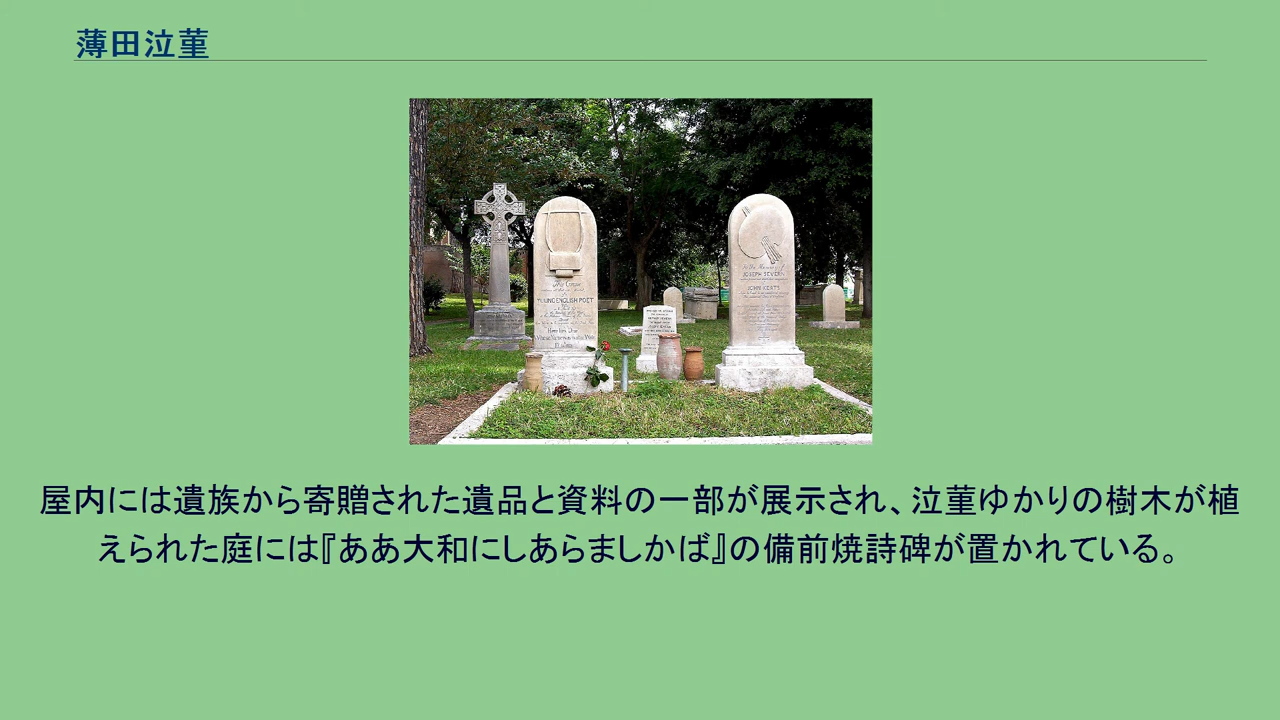 薄田泣菫
YOUNG ENGLISH POET
JOSEPH SEVERN
JOHN KEATS
屋内には遺族から寄贈された遺品と資料の一部が展示され、泣菫ゆかりの樹木が植
えられた庭には『ああ大和にしあらましかば』の備前焼詩碑が置かれている。